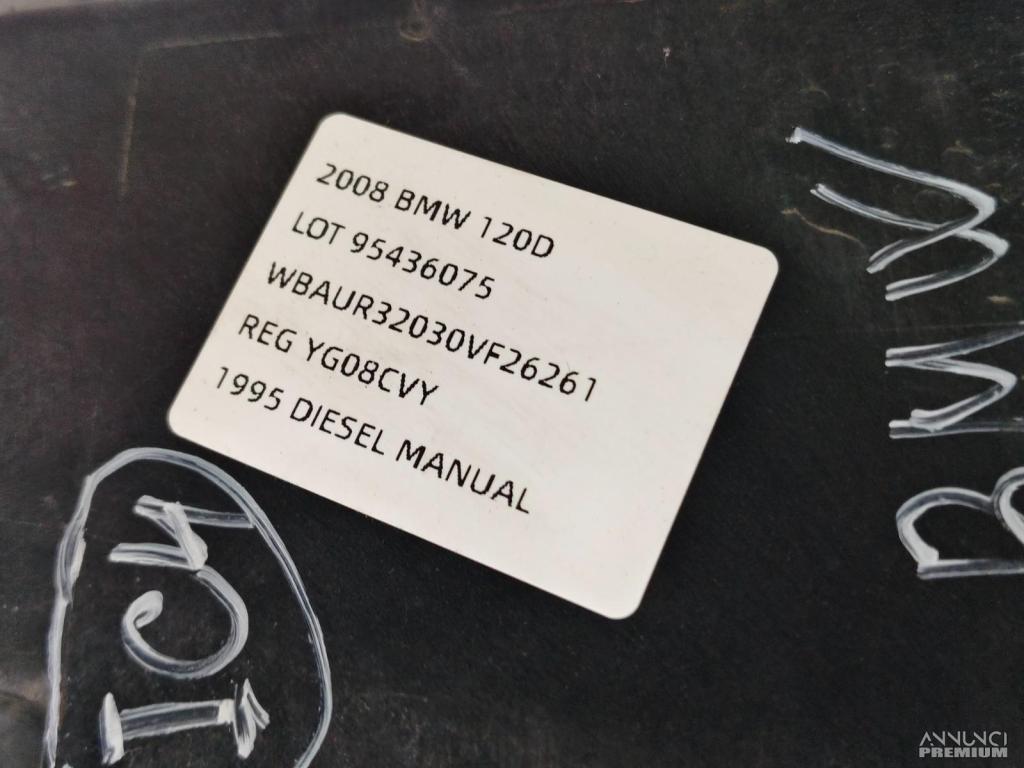 2008 BMW 120D
LOT 95436075
WBAUR32030VF26261
REG YG08CVY
1995 DIESEL MANUAL
BMW
ANNUNCI
PREMIUM